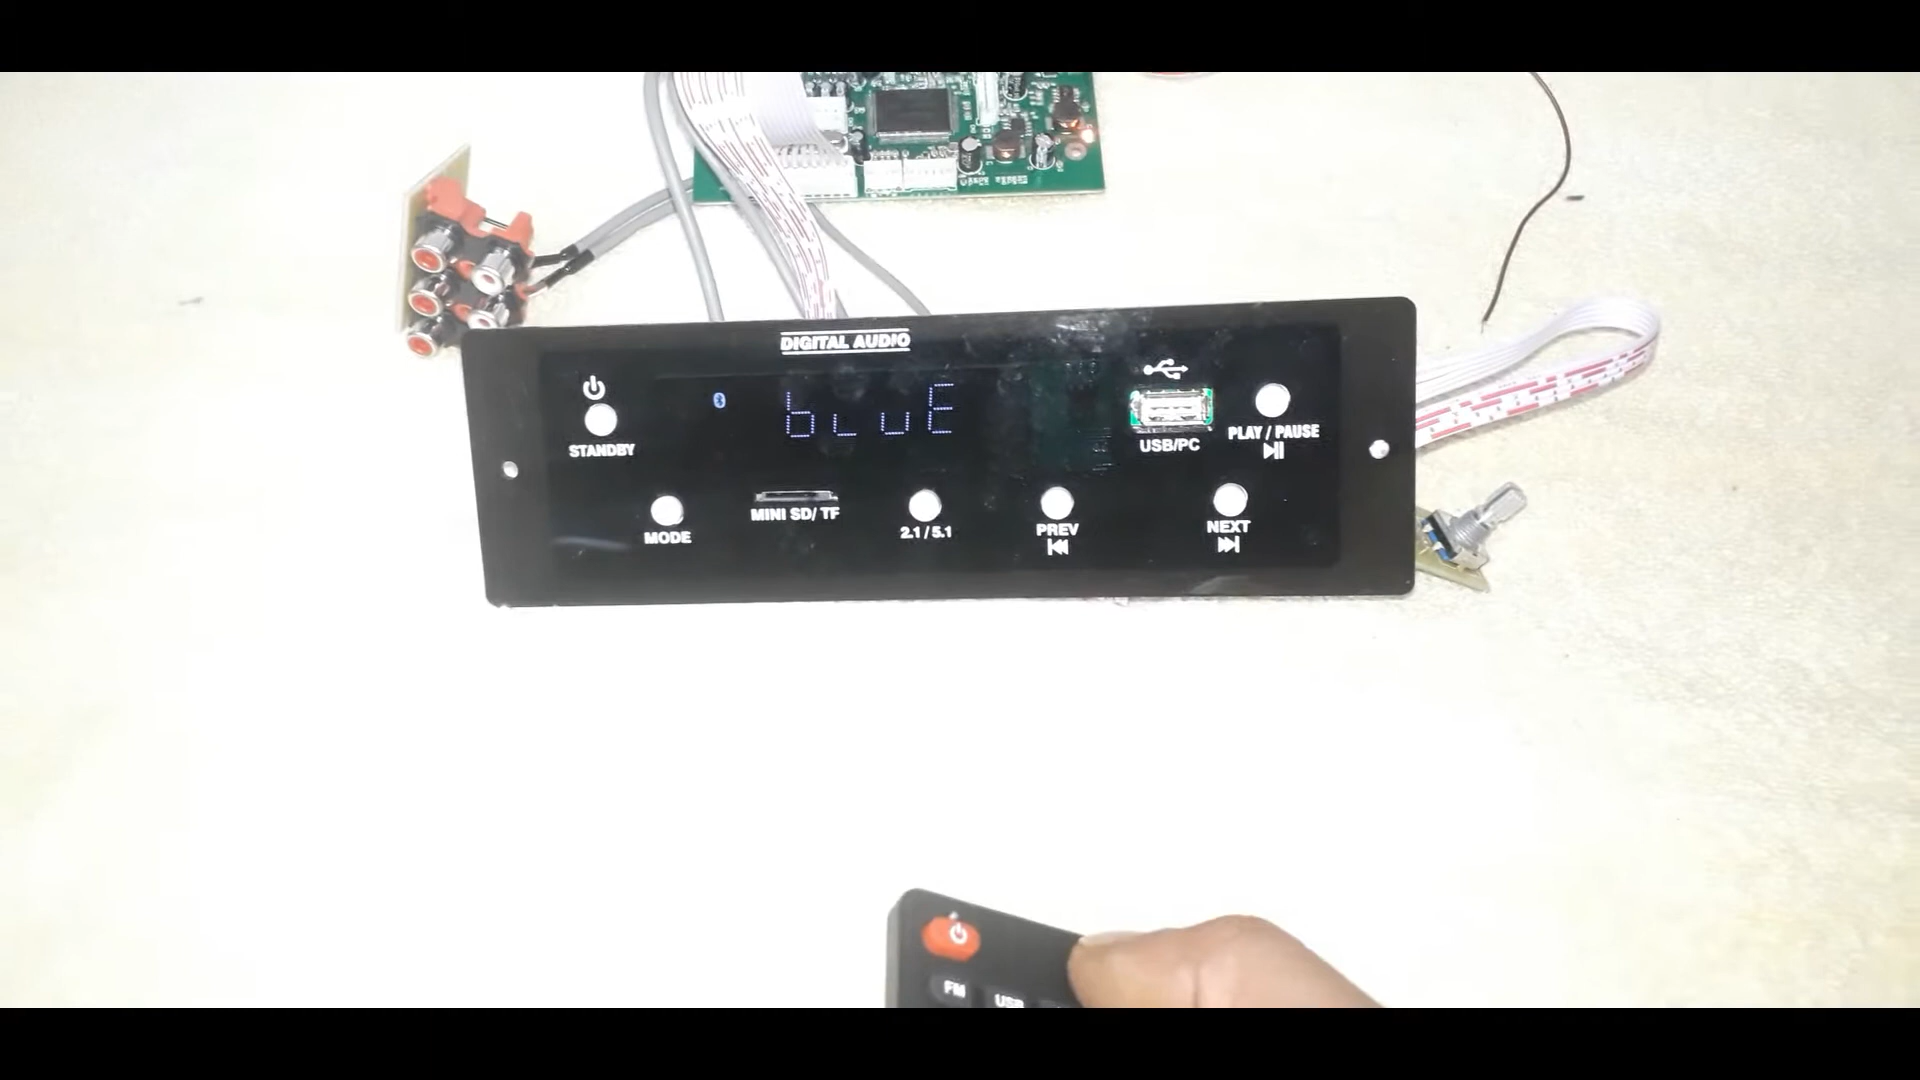 DIGITAL AUDIO
bLuE
STANDBY
USB/PC
PLAY / PAUSE
MODE
MINI SD/ TF
2.1 / 5.1
PREV
NEXT
FM
USB